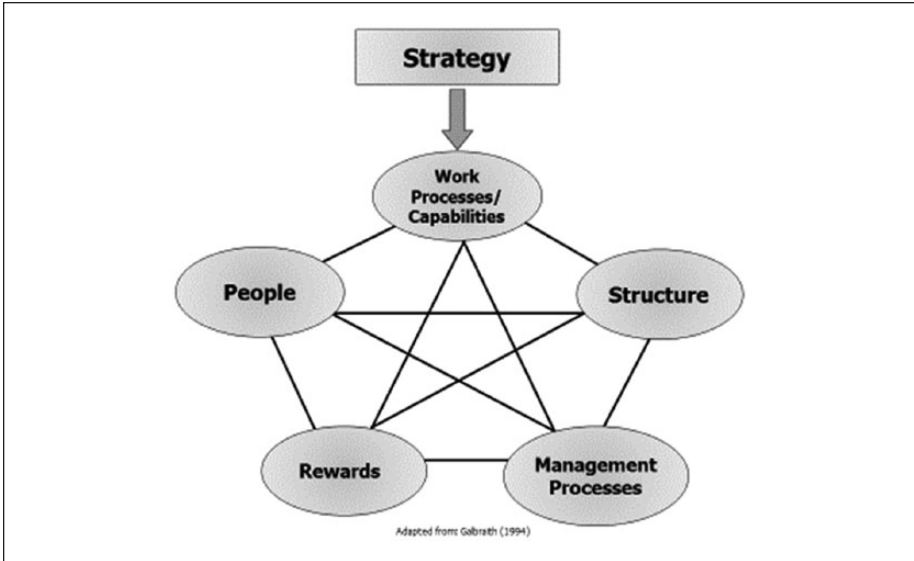 Strategy
Work
Processes/
Capabilities
People
Structure
Rewards
Management
Processes
Adapted from: Galbraith (1994)